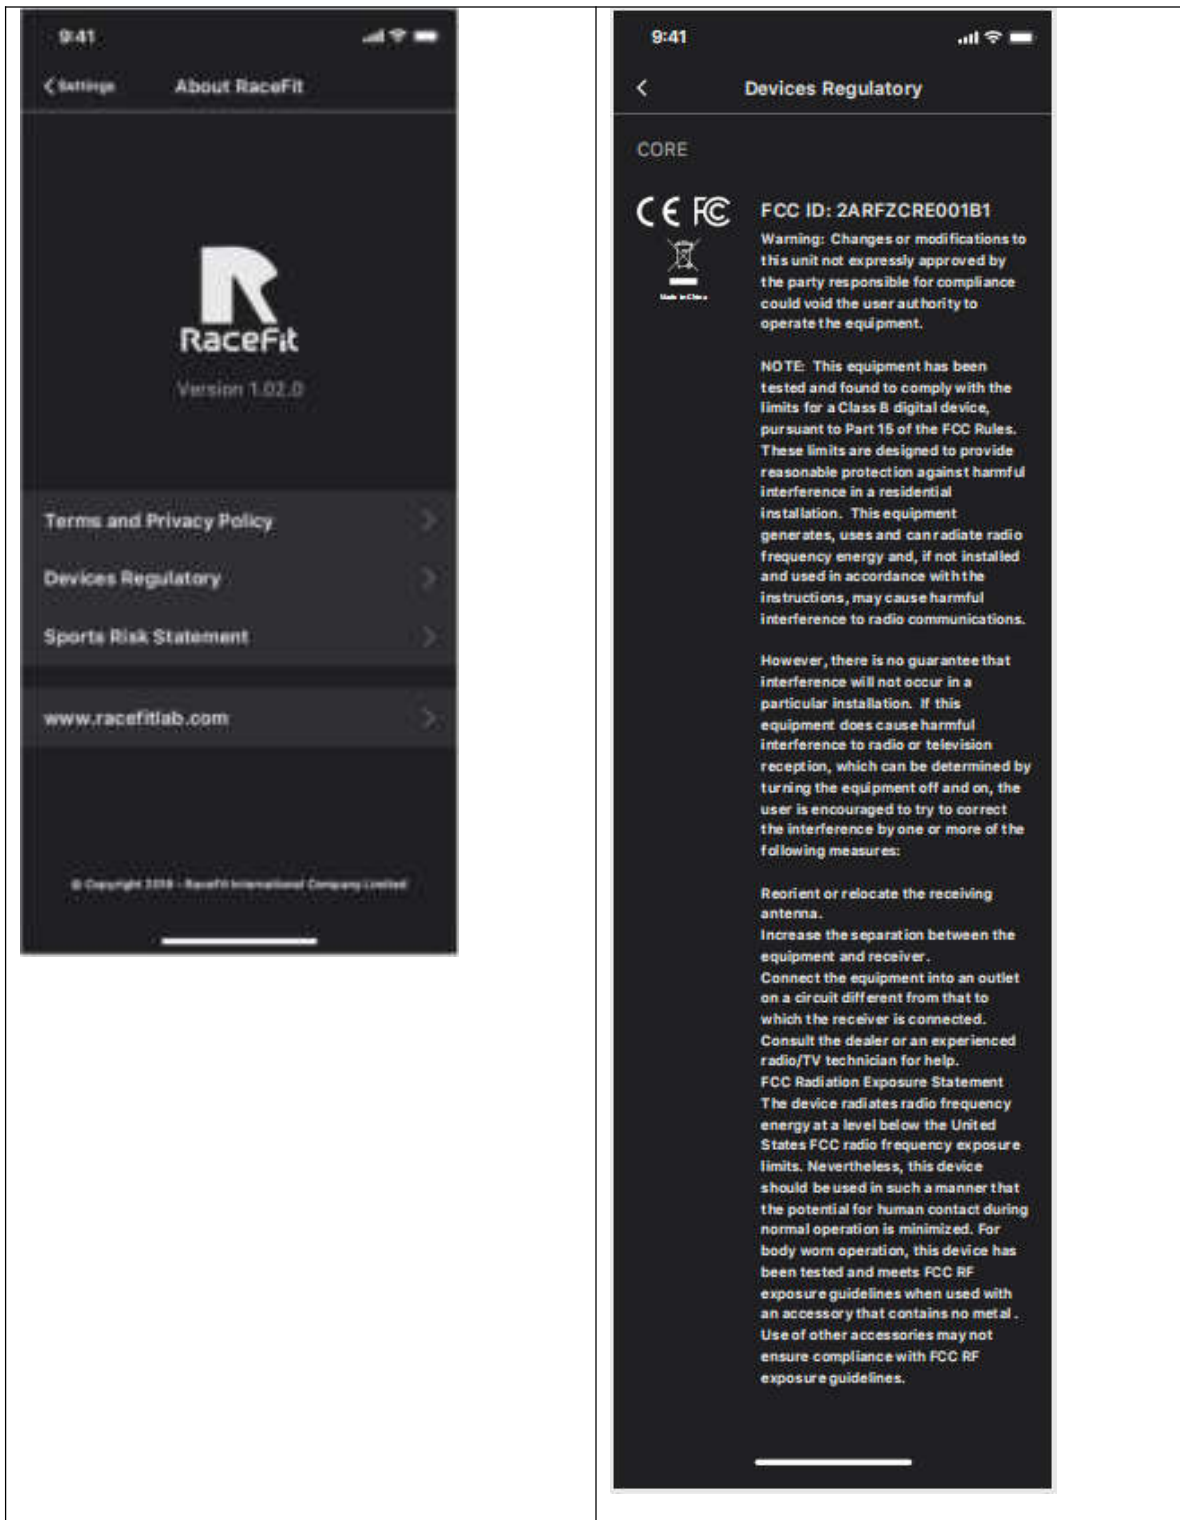 9:41
Settings
About RaceFit
RaceFit
Version 1.02.0
Terms and Privacy Policy
Devices Regulatory
Sports Risk Statement
www.racefitlab.com
© Copyright - RaceFit International Company Limited
9:41
Devices Regulatory
CORE
CE FC
FCC ID: 2ARFZCRE001B1
Made in China
Warning: Changes or modifications to
this unit not expressly approved by
the party responsible for compliance
could void the user authority to
operate the equipment.
NOTE: This equipment has been
tested and found to comply with the
limits for a Class B digital device,
pursuant to Part 15 of the FCC Rules.
These limits are designed to provide
reasonable protection against harmful
interference in a residential
installation. This equipment
generates, uses and can radiate radio
frequency energy and, if not installed
and used in accordance with the
instructions, may cause harmful
interference to radio communications.
However, there is no guarantee that
interference will not occur in a
particular installation. If this
equipment does cause harmful
interference to radio or television
reception, which can be determined by
turning the equipment off and on, the
user is encouraged to try to correct
the interference by one or more of the
following measures:
Reorient or relocate the receiving
antenna.
Increase the separation between the
equipment and receiver.
Connect the equipment into an outlet
on a circuit different from that to
which the receiver is connected.
Consult the dealer or an experienced
radio/TV technician for help.
FCC Radiation Exposure Statement
The device radiates radio frequency
energy at a level below the United
States FCC radio frequency exposure
limits. Nevertheless, this device
should be used in such a manner that
the potential for human contact during
normal operation is minimized. For
body worn operation, this device has
been tested and meets FCC RF
exposure guidelines when used with
an accessory that contains no metal.
Use of other accessories may not
ensure compliance with FCC RF
exposure guidelines.